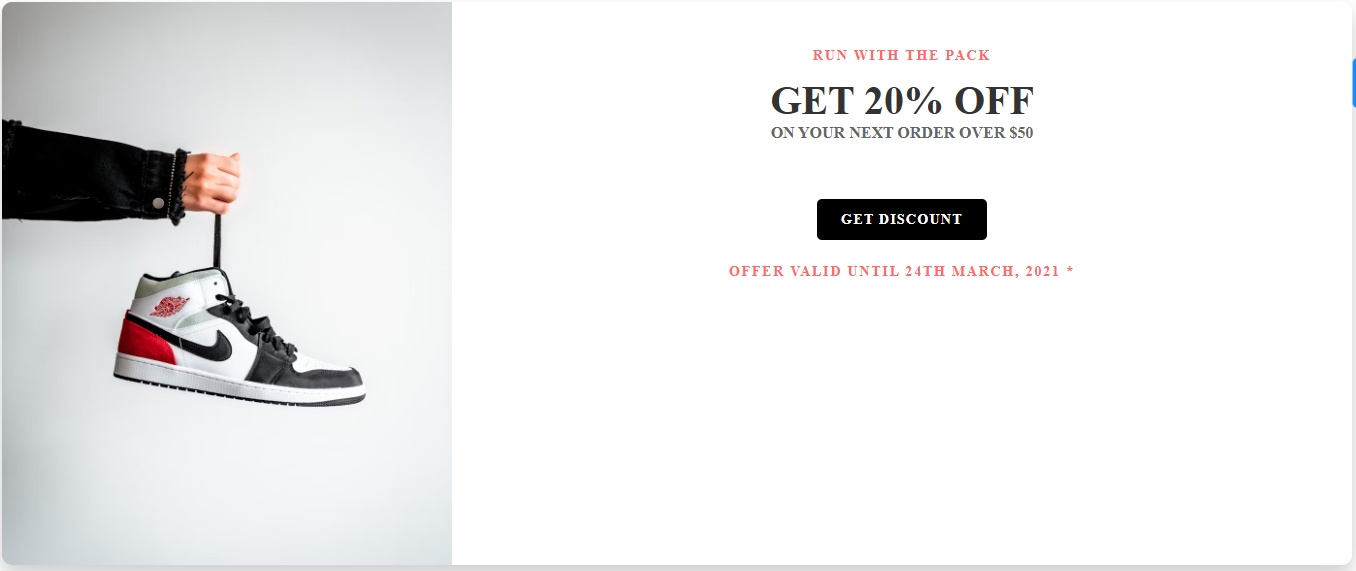 RUN WITH THE PACK
GET 20% OFF
ON YOUR NEXT ORDER OVER $50
GET DISCOUNT
OFFER VALID UNTIL 24TH MARCH, 2021 *